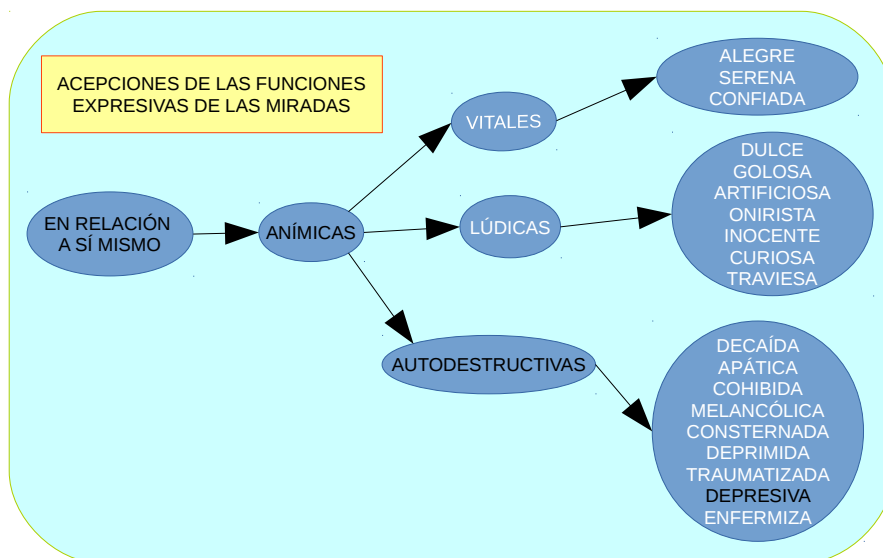 ACEPCIONES DE LAS FUNCIONES
EXPRESIVAS DE LAS MIRADAS
EN RELACIÓN
A SÍ MISMO
ANÍMICAS
VITALES
ALEGRE
SERENA
CONFIADA
LÚDICAS
DULCE
GOLOSA
ARTIFICIOSA
ONIRISTA
INOCENTE
CURIOSA
TRAVIESA
AUTODESTRUCTIVAS
DECAÍDA
APÁTICA
COHIBIDA
MELANCÓLICA
CONSTERNADA
DEPRIMIDA
TRAUMATIZADA
DEPRESIVA
ENFERMIZA